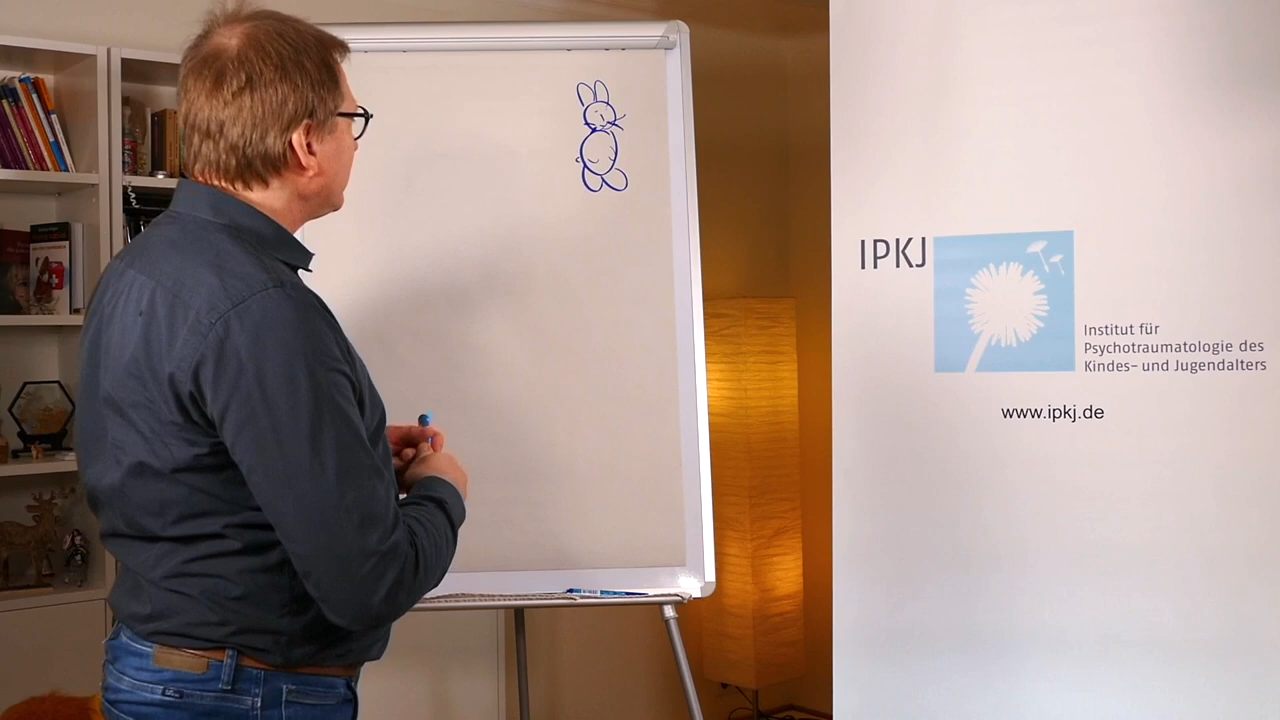 IPKJ
Institut für
Psychotraumatologie des
Kindes- und Jugendalters
www.ipkj.de